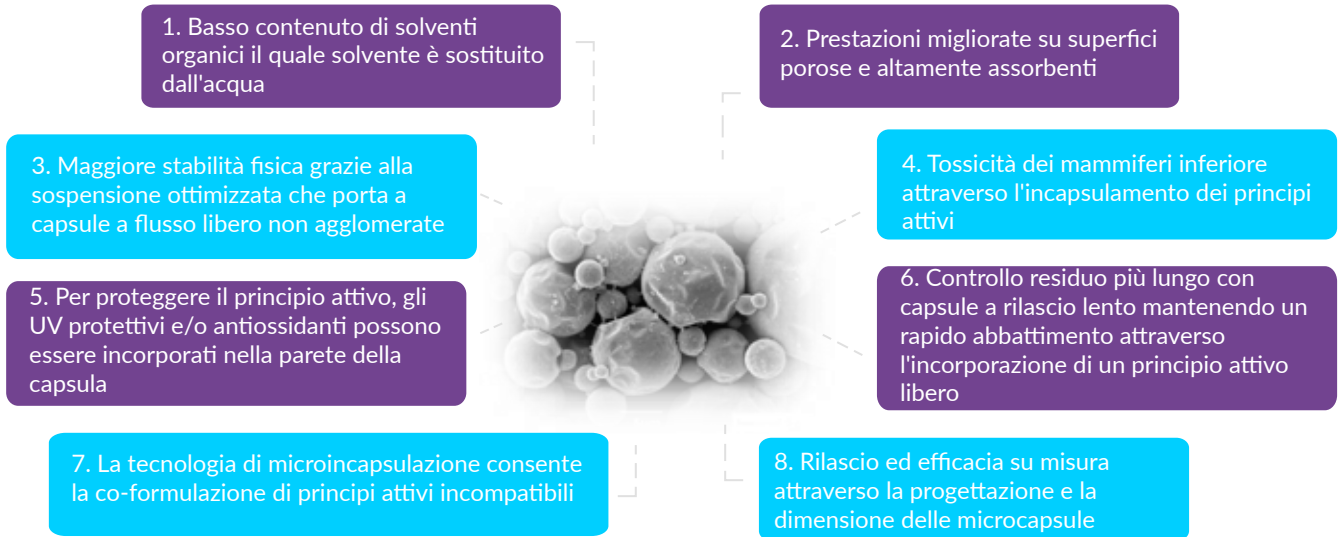 1. Basso contenuto di solventi
organici il quale solvente è sostituito
dall'acqua
2. Prestazioni migliorate su superfici
porose e altamente assorbenti
3. Maggiore stabilità fisica grazie alla
sospensione ottimizzata che porta a
capsule a flusso libero non agglomerate
4. Tossicità dei mammiferi inferiore
attraverso l'incapsulamento dei principi
attivi
5. Per proteggere il principio attivo, gli
UV protettivi e/o antiossidanti possono
essere incorporati nella parete della
capsula
6. Controllo residuo più lungo con
capsule a rilascio lento mantenendo un
rapido abbattimento attraverso
l'incorporazione di un principio attivo
libero
7. La tecnologia di microincapsulazione consente
la co-formulazione di principi attivi incompatibili
8. Rilascio ed efficacia su misura
attraverso la progettazione e la
dimensione delle microcapsule